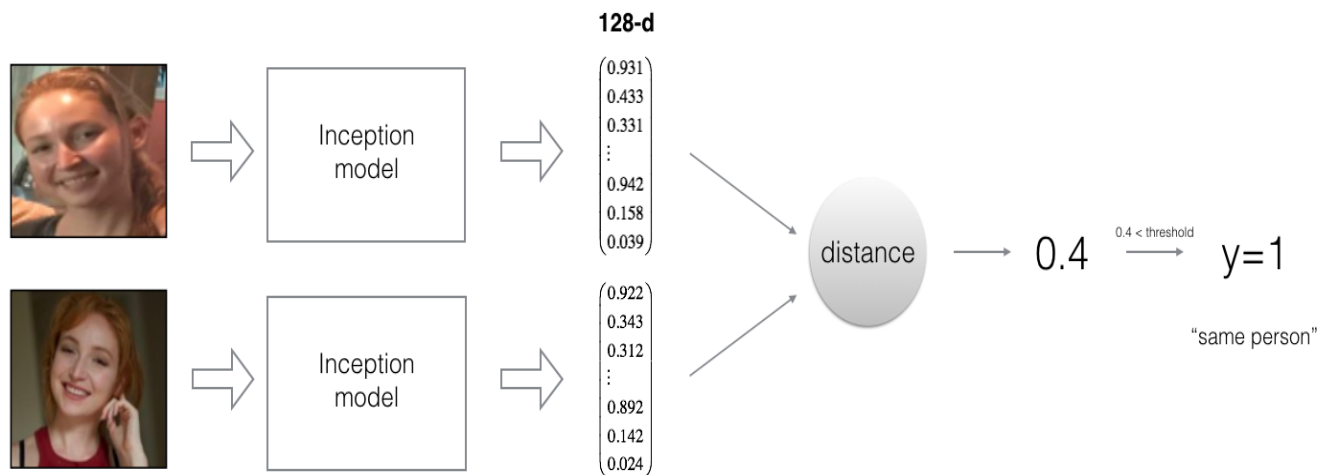 128-d
0.931
0.433
0.331
⋮
0.942
0.158
0.039
Inception
model
0.922
0.343
0.312
⋮
0.892
0.142
0.024
Inception
model
distance
0.4
0.4 < threshold
y=1
“same person”